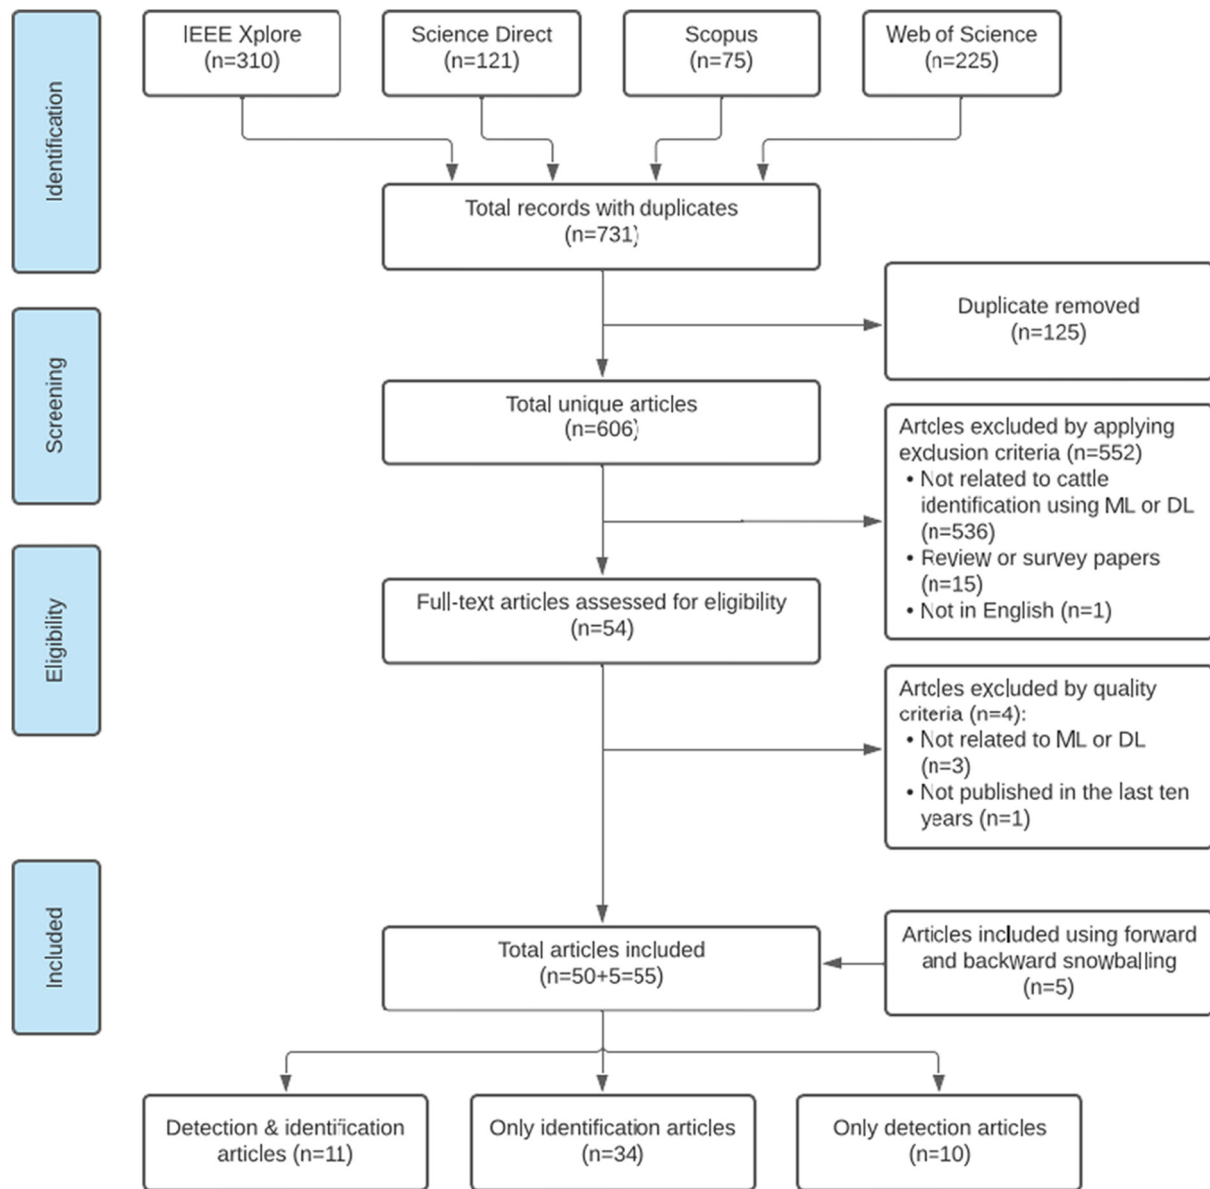 Identification
IEEE Xplore
(n=310)
Science Direct
(n=121)
Scopus
(n=75)
Web of Science
(n=225)
Total records with duplicates
(n=731)
Duplicate removed
(n=125)
Screening
Total unique articles
(n=606)
Artcles excluded by applying
exclusion criteria (n=552)
• Not related to cattle
identification using ML or DL
(n=536)
• Review or survey papers
(n=15)
• Not in English (n=1)
Eligibility
Full-text articles assessed for eligibility
(n=54)
Artcles excluded by quality
criteria (n=4):
• Not related to ML or DL
(n=3)
• Not published in the last ten
years (n=1)
Included
Total articles included
(n=50+5=55)
Articles included using forward
and backward snowballing
(n=5)
Detection & identification
articles (n=11)
Only identification articles
(n=34)
Only detection articles
(n=10)